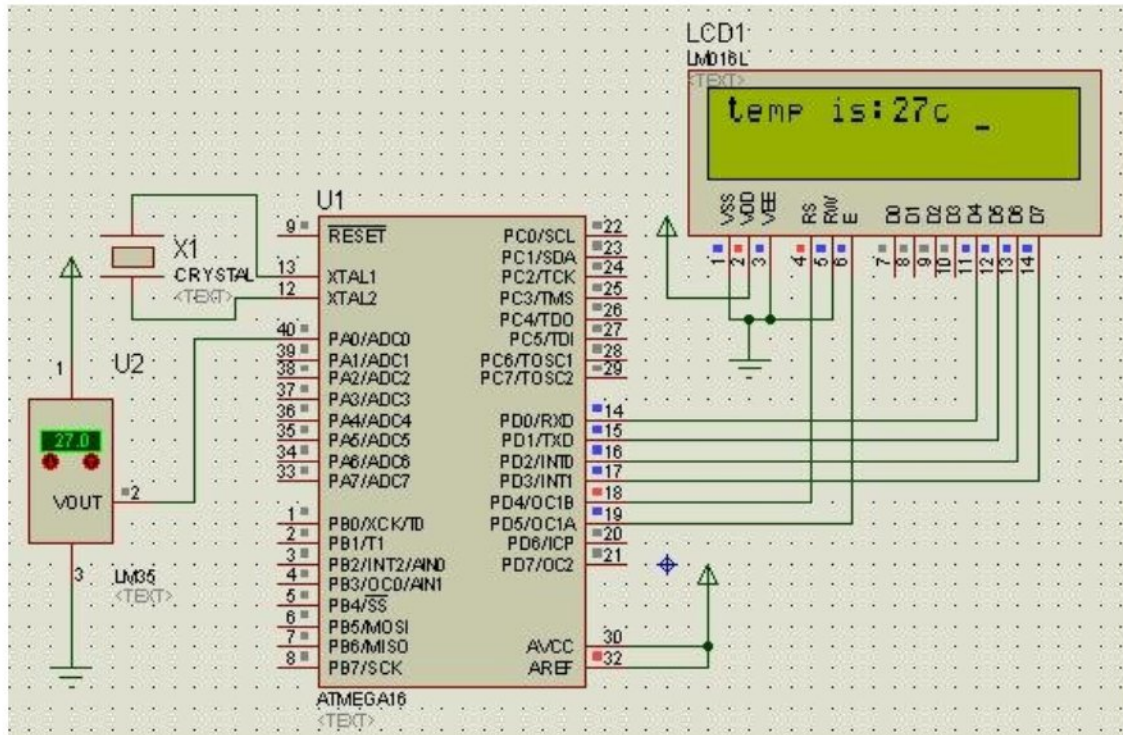 LCD1
LM016L
<TEXT>
temp is:27c _
VSS VDD VEE RS RW E D0 D1 D2 D3 D4 D5 D6 D7
1 2 3 4 5 6 7 8 9 10 11 12 13 14
X1
CRYSTAL
<TEXT>
U2
1
27.0
VOUT
2
3
LM35
<TEXT>
U1
9 RESET
13 XTAL1
12 XTAL2
40 PA0/ADC0
39 PA1/ADC1
38 PA2/ADC2
37 PA3/ADC3
36 PA4/ADC4
35 PA5/ADC5
34 PA6/ADC6
33 PA7/ADC7
1 PB0/XCK/T0
2 PB1/T1
3 PB2/INT2/AIN0
4 PB3/OC0/AIN1
5 PB4/SS
6 PB5/MOSI
7 PB6/MISO
8 PB7/SCK
PC0/SCL 22
PC1/SDA 23
PC2/TCK 24
PC3/TMS 25
PC4/TDO 26
PC5/TDI 27
PC6/TOSC1 28
PC7/TOSC2 29
PD0/RXD 14
PD1/TXD 15
PD2/INT0 16
PD3/INT1 17
PD4/OC1B 18
PD5/OC1A 19
PD6/ICP 20
PD7/OC2 21
AVCC 30
AREF 32
ATMEGA16
<TEXT>